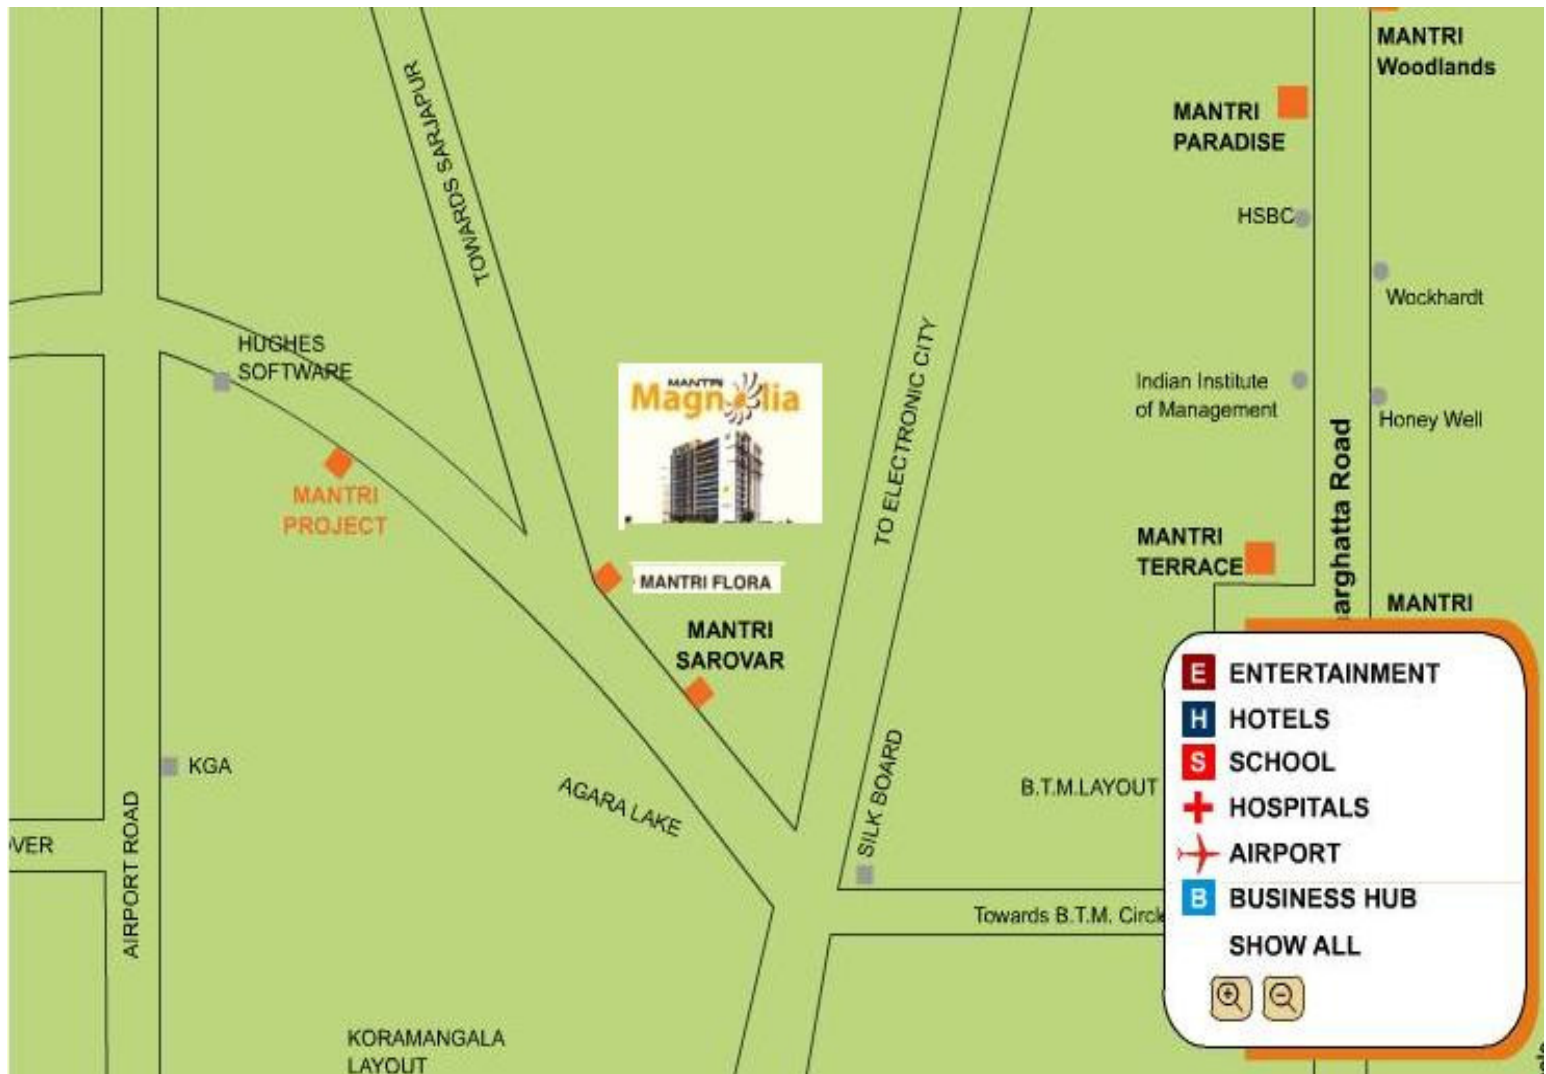 MANTRI
Woodlands
TOWARDS SARJAPUR
MANTRI
PARADISE
HSBC
Wockhardt
HUGHES
SOFTWARE
TO ELECTRONIC CITY
Indian Institute
of Management
MANTRI
Magnolia
Honey Well
MANTRI
PROJECT
arghatta Road
MANTRI
TERRACE
MANTRI FLORA
MANTRI
MANTRI
SAROVAR
E ENTERTAINMENT
H HOTELS
S SCHOOL
HOSPITALS
AIRPORT
B BUSINESS HUB
SHOW ALL
KGA
AGARA LAKE
SILK BOARD
B.T.M.LAYOUT
VER
AIRPORT ROAD
Towards B.T.M. Circle
KORAMANGALA
LAYOUT